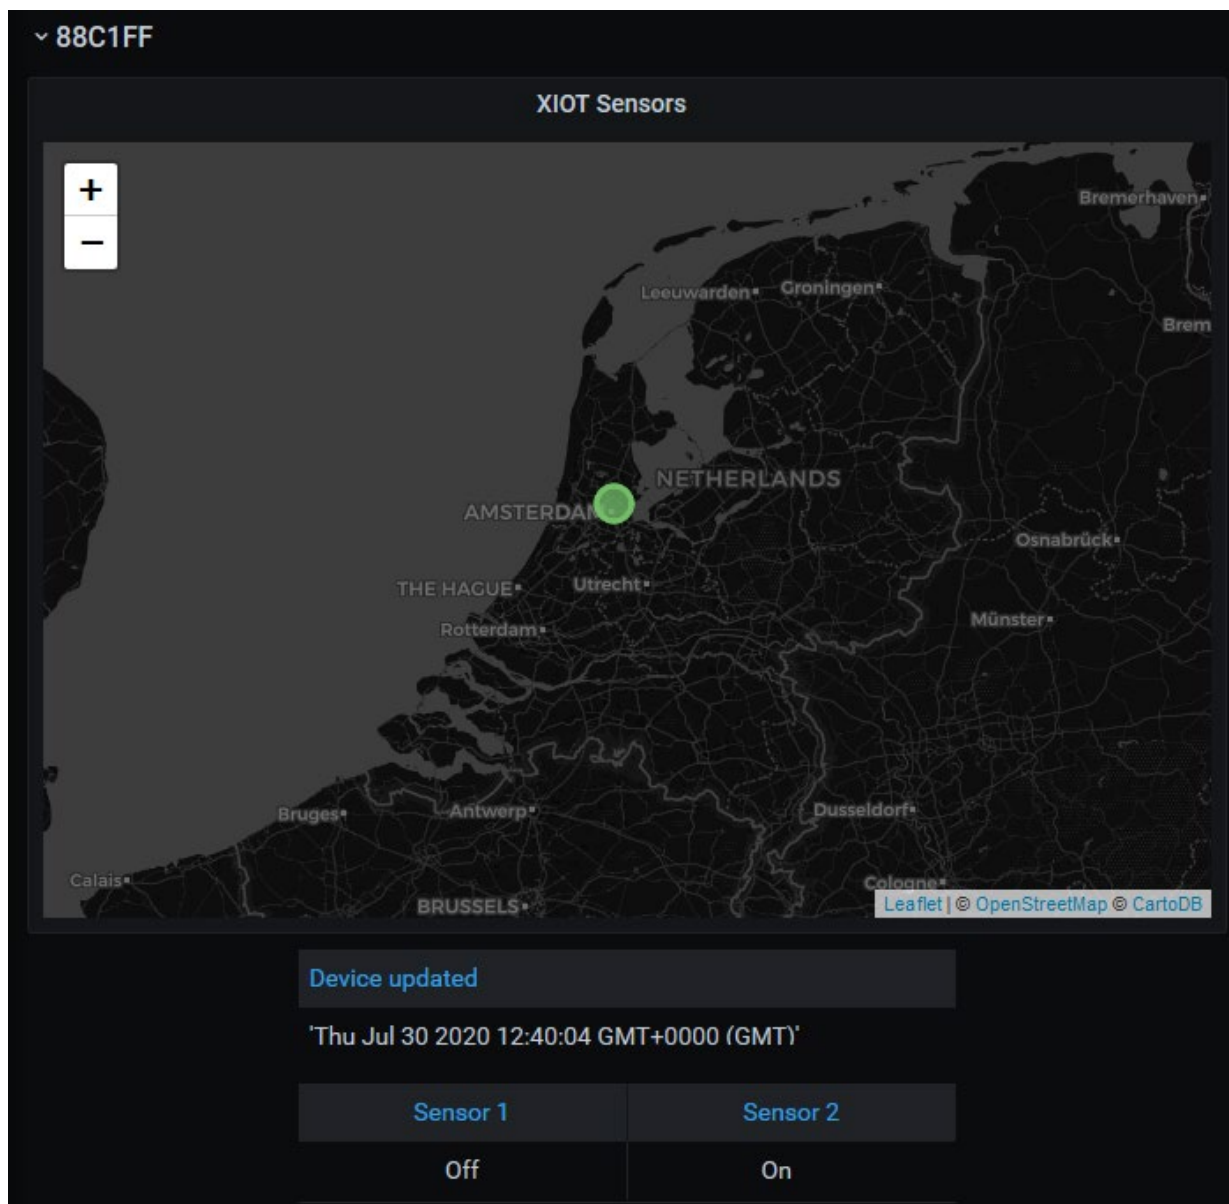 88C1FF
XIOT Sensors
+
−
Bremerhaven
Leeuwarden
Groningen
Brem
NETHERLANDS
AMSTERDAM
Osnabrück
THE HAGUE
Utrecht
Münster
Rotterdam
Bruges
Antwerp
Dusseldorf
Calais
Cologne
BRUSSELS
Leaflet | © OpenStreetMap © CartoDB
Device updated
'Thu Jul 30 2020 12:40:04 GMT+0000 (GMT)'
Sensor 1 Sensor 2
Off On